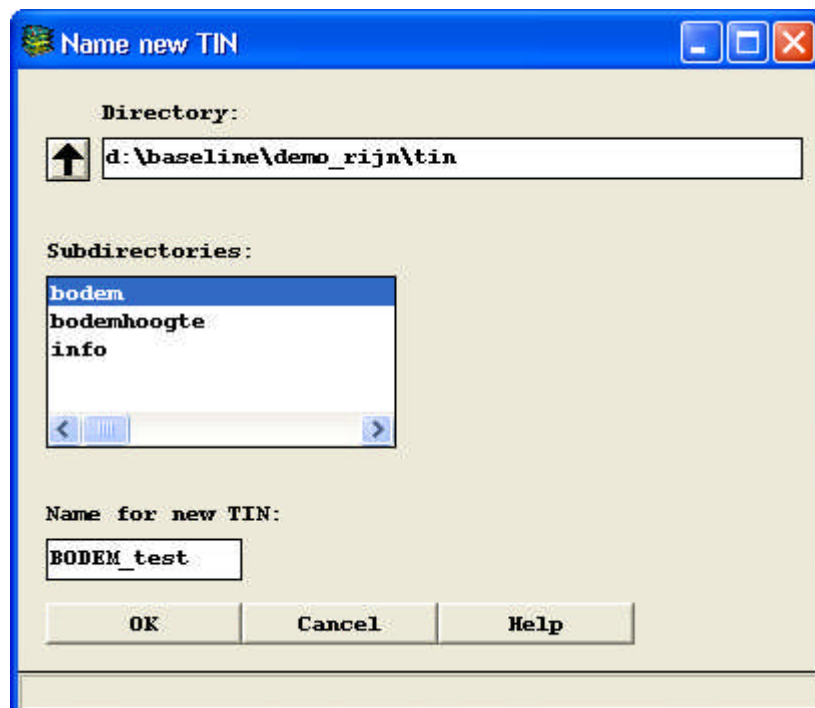 Name new TIN
Directory:
d:\baseline\demo_rijn\tin
Subdirectories:
bodem
bodemhoogte
info
Name for new TIN:
BODEM_test
OK Cancel Help